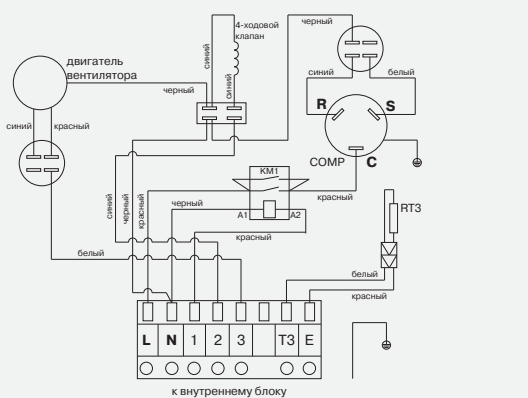 черный
4-ходовой
клапан
синий
синий
двигатель
вентилятора
черный
синий
белый
R
S
синий
красный
COMP
C
KM1
красный
синий
черный
красный
черный
A1
A2
RT3
красный
белый
белый
красный
L N 1 2 3 T3 E
к внутреннему блоку